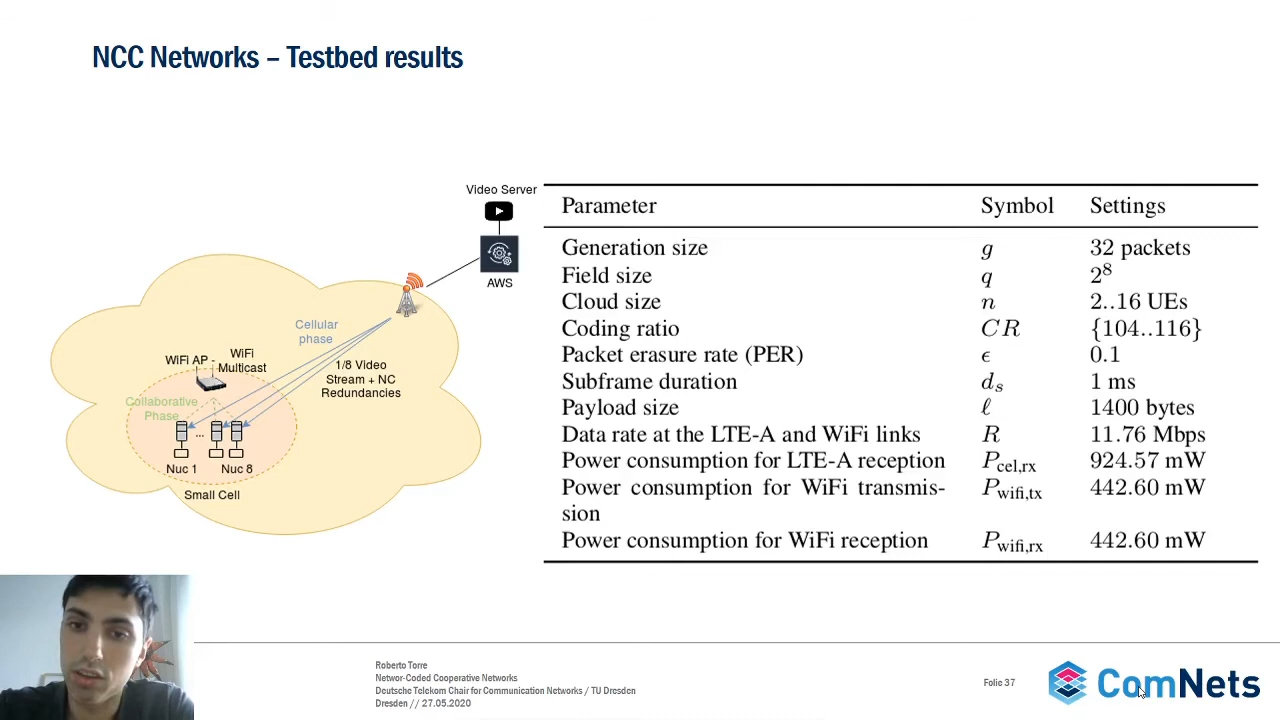 NCC Networks – Testbed results
Video Server
AWS
Cellular
phase
WiFi AP
WiFi
Multicast
1/8 Video
Stream + NC
Redundancies
Collaborative
Phase
...
Nuc 1
Nuc 8
Small Cell
Parameter Symbol Settings
Generation size g 32 packets
Field size q 2^8
Cloud size n 2..16 UEs
Coding ratio CR {104..116}
Packet erasure rate (PER) ϵ 0.1
Subframe duration d_s 1 ms
Payload size ℓ 1400 bytes
Data rate at the LTE-A and WiFi links R 11.76 Mbps
Power consumption for LTE-A reception P_cel,rx 924.57 mW
Power consumption for WiFi transmis- P_wifi,tx 442.60 mW
sion
Power consumption for WiFi reception P_wifi,rx 442.60 mW
Roberto Torre
Networ-Coded Cooperative Networks
Deutsche Telekom Chair for Communication Networks / TU Dresden
Dresden // 27.05.2020
Folie 37
ComNets